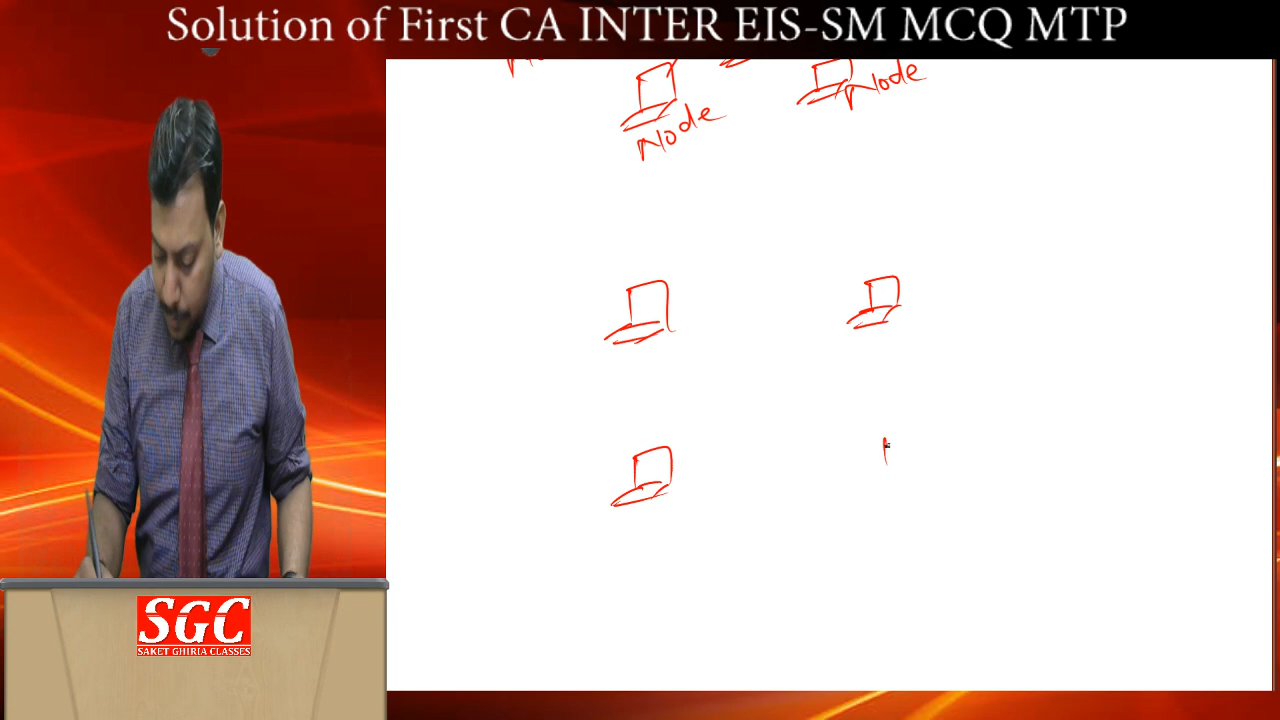 Solution of First CA INTER EIS-SM MCQ MTP
Node
Node
SGC
SAKET GHIRIA CLASSES